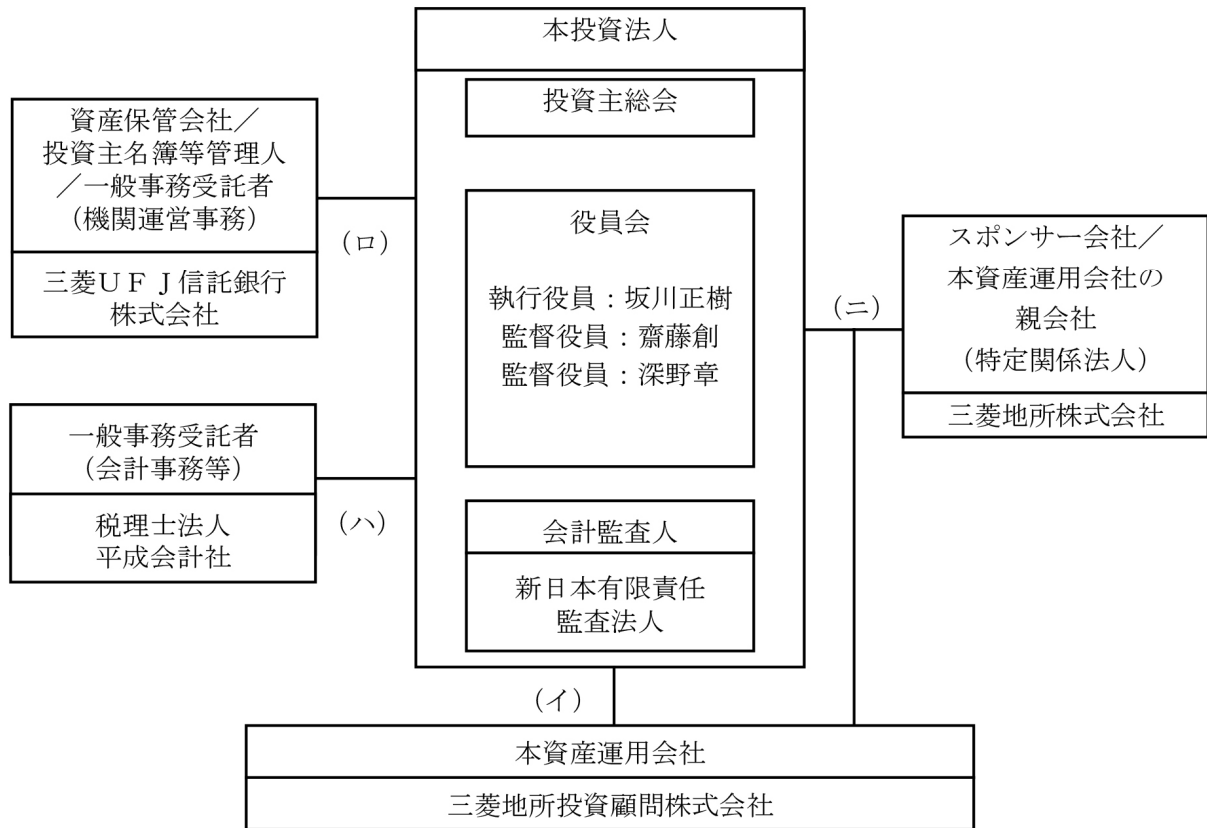 本投資法人
投資主総会
役員会
執行役員：坂川正樹
監督役員：齋藤創
監督役員：深野章
会計監査人
新日本有限責任
監査法人
資産保管会社／
投資主名簿等管理人
／一般事務受託者
（機関運営事務）
三菱ＵＦＪ信託銀行
株式会社
（ロ）
一般事務受託者
（会計事務等）
税理士法人
平成会計社
（ハ）
（ニ）
スポンサー会社／
本資産運用会社の
親会社
（特定関係法人）
三菱地所株式会社
（イ）
本資産運用会社
三菱地所投資顧問株式会社